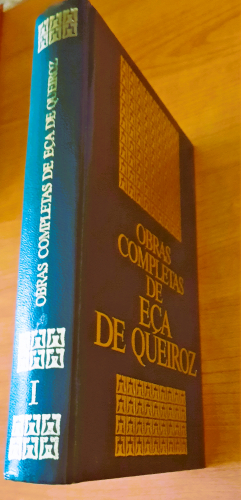 OBRAS COMPLETAS DE EÇA DE QUEIROZ
I
OBRAS
COMPLETAS
DE
EÇA
DE QUEIROZ